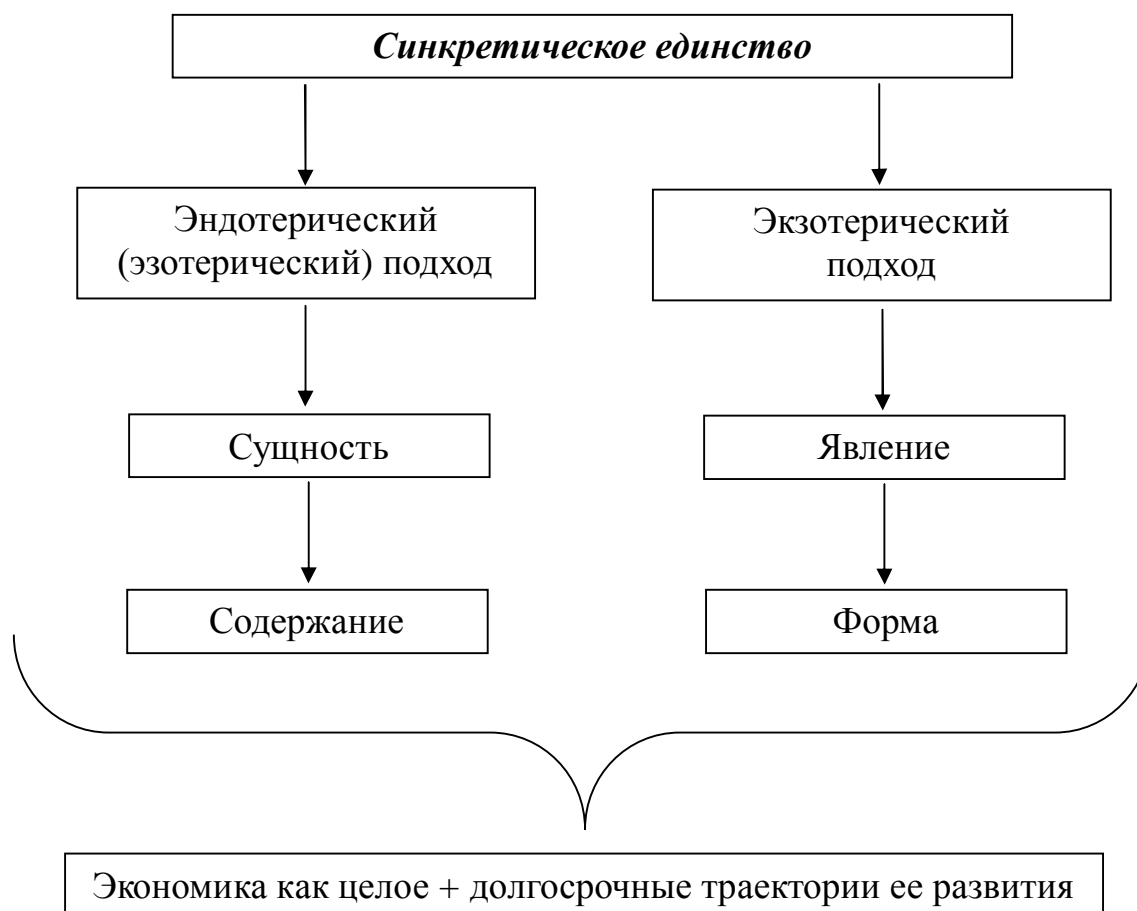 Синкретическое единство
Эндотерический
(эзотерический) подход
Экзотерический
подход
Сущность
Явление
Содержание
Форма
Экономика как целое + долгосрочные траектории ее развития